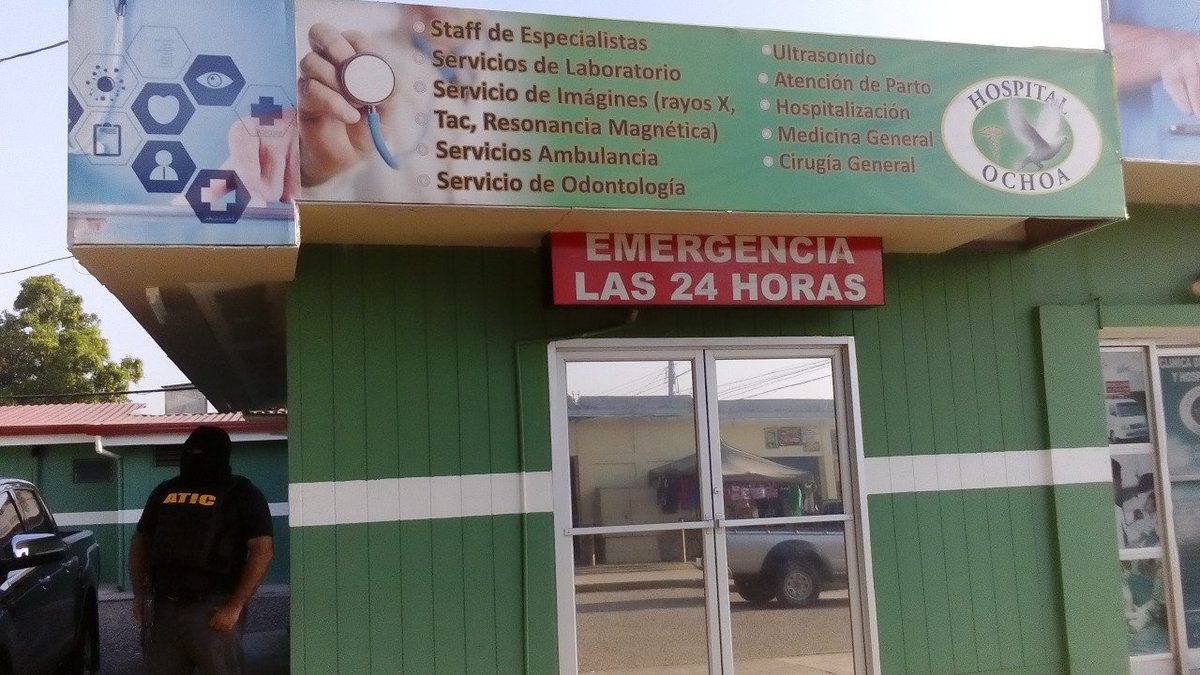 Staff de Especialistas
Servicios de Laboratorio
Servicio de Imágines (rayos X,
Tac, Resonancia Magnética)
Servicios Ambulancia
Servicio de Odontología
Ultrasonido
Atención de Parto
Hospitalización
Medicina General
Cirugía General
HOSPITAL
OCHOA
EMERGENCIA
LAS 24 HORAS
ATIC